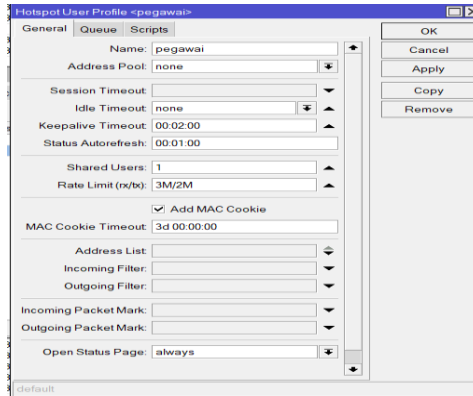 Hotspot User Profile <pegawai>
General Queue Scripts
Name: pegawai
Address Pool: none
Session Timeout:
Idle Timeout: none
Keepalive Timeout: 00:02:00
Status Autorefresh: 00:01:00
Shared Users: 1
Rate Limit (rx/tx): 3M/2M
Add MAC Cookie
MAC Cookie Timeout: 3d 00:00:00
Address List:
Incoming Filter:
Outgoing Filter:
Incoming Packet Mark:
Outgoing Packet Mark:
Open Status Page: always
default
OK
Cancel
Apply
Copy
Remove